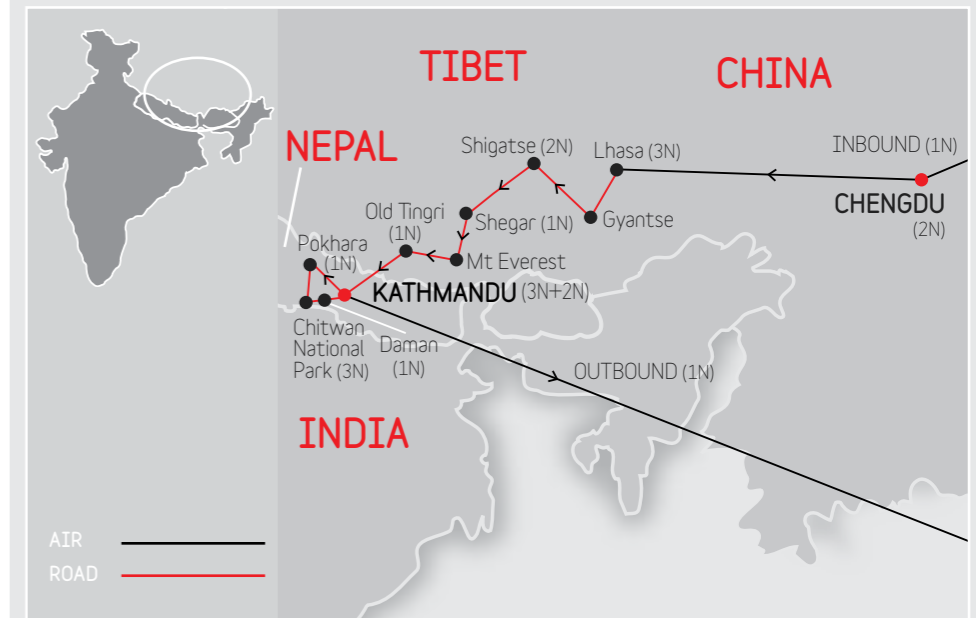 TIBET
CHINA
NEPAL
Shigatse (2N)
Lhasa (3N)
INBOUND (1N)
CHENGDU
(2N)
Old Tingri
(1N)
Shegar (1N)
Gyantse
Pokhara
(1N)
Mt Everest
KATHMANDU (3N+2N)
Chitwan
National
Park (3N)
Daman
(1N)
OUTBOUND (1N)
INDIA
AIR
ROAD